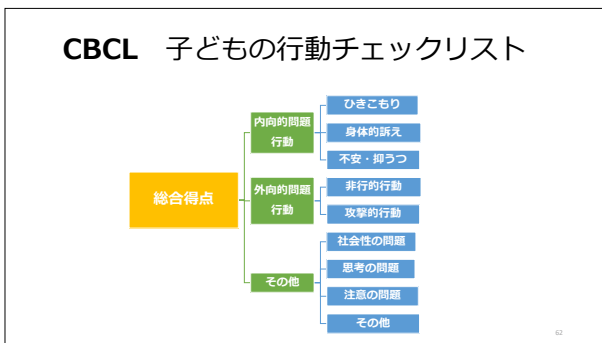 CBCL 子どもの行動チェックリスト
総合得点
内向的問題
行動
ひきこもり
身体的訴え
不安・抑うつ
外向的問題
行動
非行的行動
攻撃的行動
その他
社会性の問題
思考の問題
注意の問題
その他
62